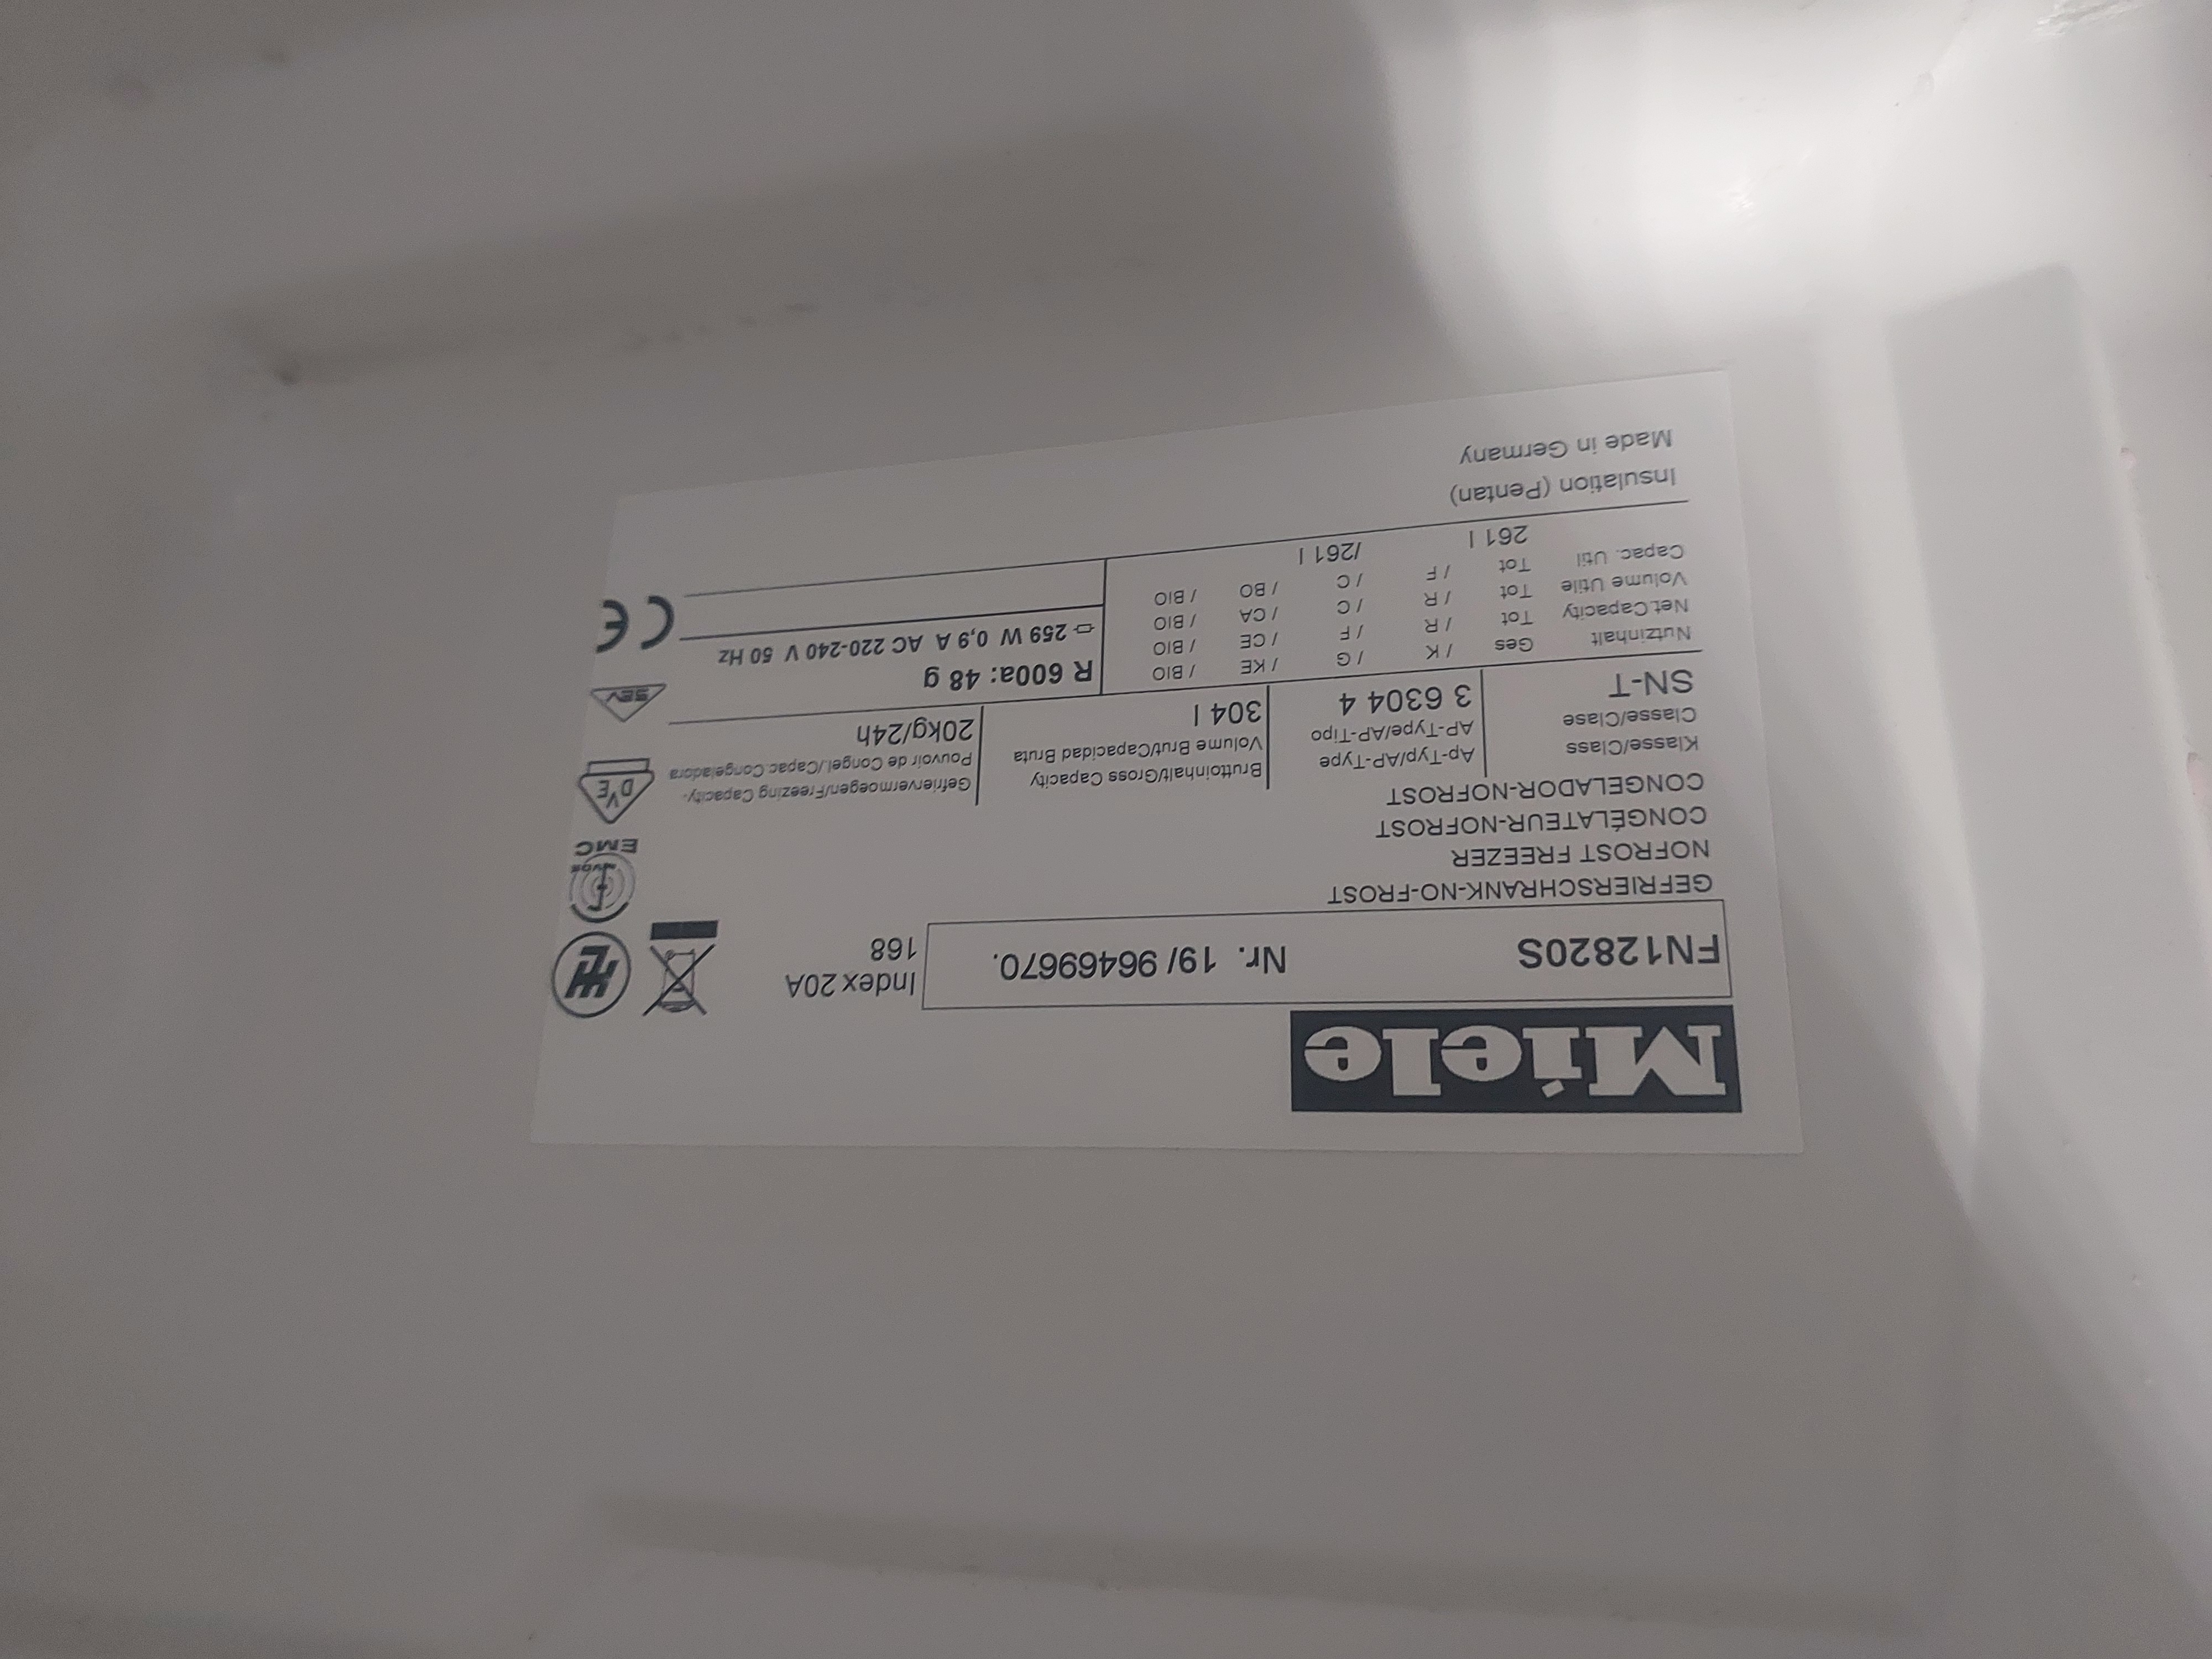 Miele
FN12820S Nr. 19/ 96469670.
Index 20A
168
GEFRIERSCHRANK-NO-FROST
NOFROST FREEZER
CONGÉLATEUR-NOFROST
CONGELADOR-NOFROST
EMC
DVE
SEV
CE
Klasse/Class
Classe/Clase
SN-T
Ap-Typ/AP-Type
AP-Type/AP-Tipo
3 6304 4
Bruttoinhalt/Gross Capacity
Volume Brut/Capacidad Bruta
304 l
Gefriervermoegen/Freezing Capacity.
Pouvoir de Congel./Capac.Congeladora
20kg/24h
Nutzinhalt Ges / K / G / KE / BIO
Net.Capacity Tot / R / F / CE / BIO
Volume Utile Tot / R / C / CA / BIO
Capac. Util Tot / F / C / BO / BIO
261 l /261 l
R 600a: 48 g
259 W 0,9 A AC 220-240 V 50 Hz
Insulation (Pentan)
Made in Germany